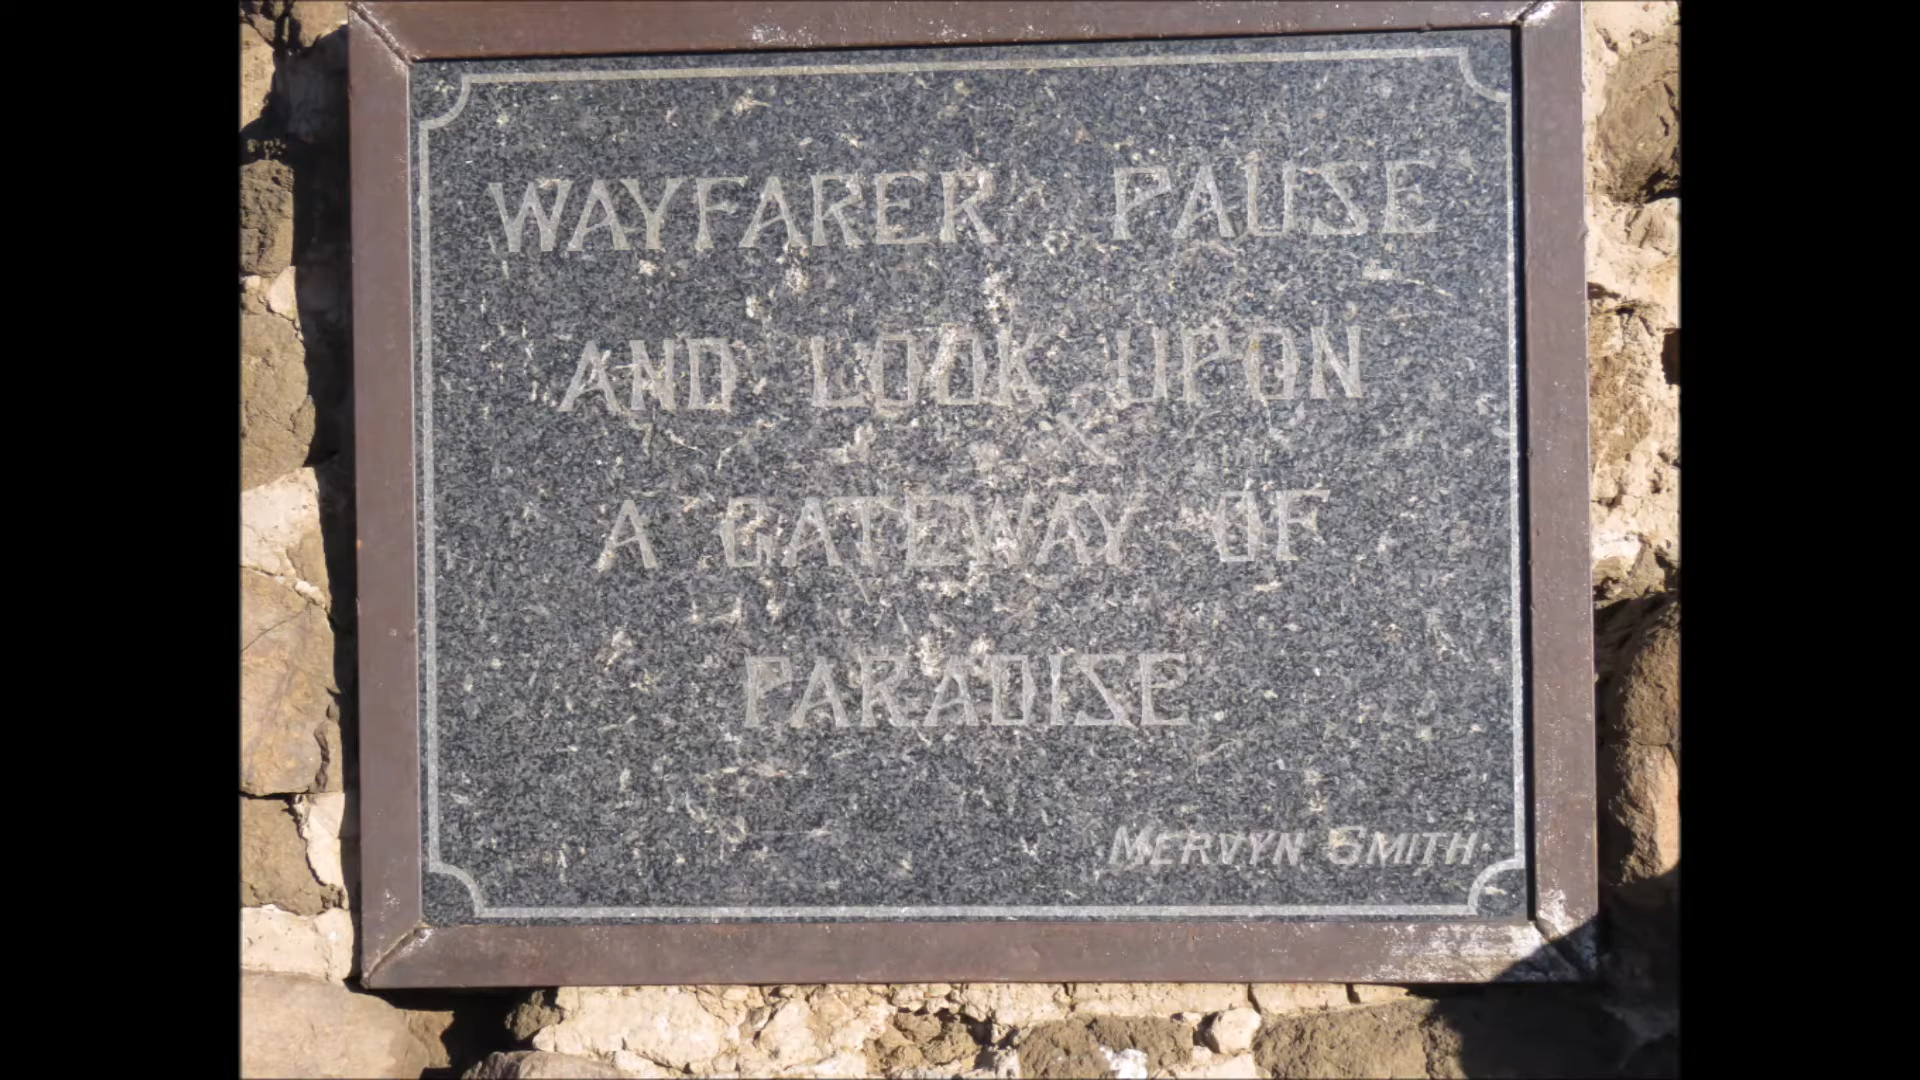 WAYFARER PAUSE
AND LOOK UPON
A GATEWAY OF
PARADISE
MERVYN SMITH